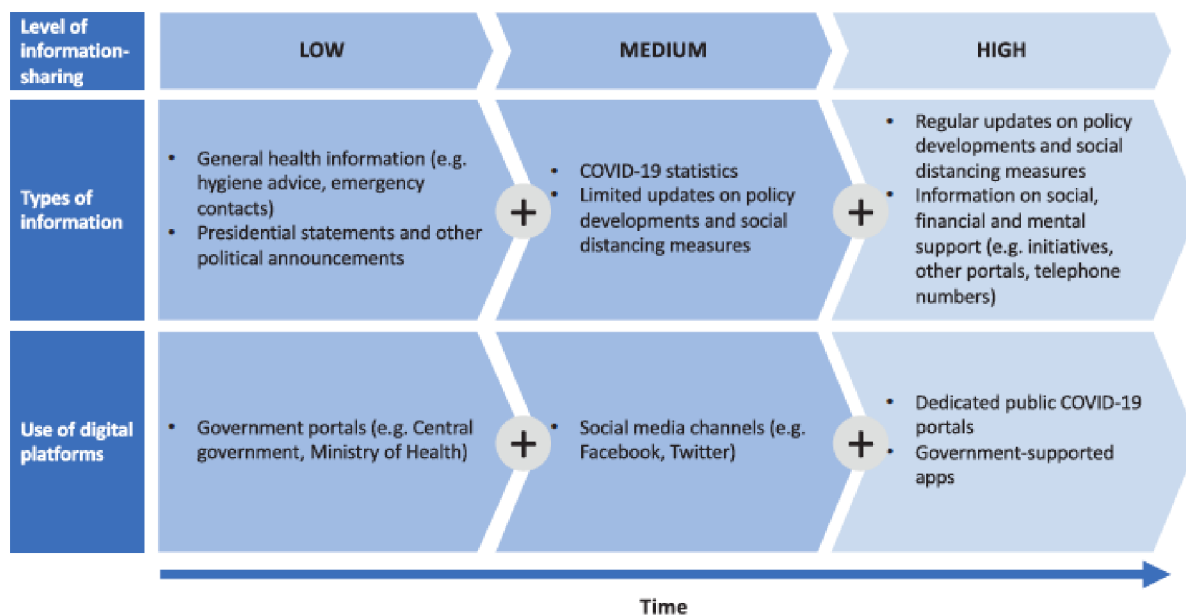 Level of
information-
sharing
LOW
MEDIUM
HIGH
Types of
information
• General health information (e.g.
hygiene advice, emergency
contacts)
• Presidential statements and other
political announcements
+
• COVID-19 statistics
• Limited updates on policy
developments and social
distancing measures
+
• Regular updates on policy
developments and social
distancing measures
• Information on social,
financial and mental
support (e.g. initiatives,
other portals, telephone
numbers)
Use of digital
platforms
• Government portals (e.g. Central
government, Ministry of Health)
+
• Social media channels (e.g.
Facebook, Twitter)
+
• Dedicated public COVID-19
portals
• Government-supported
apps
Time